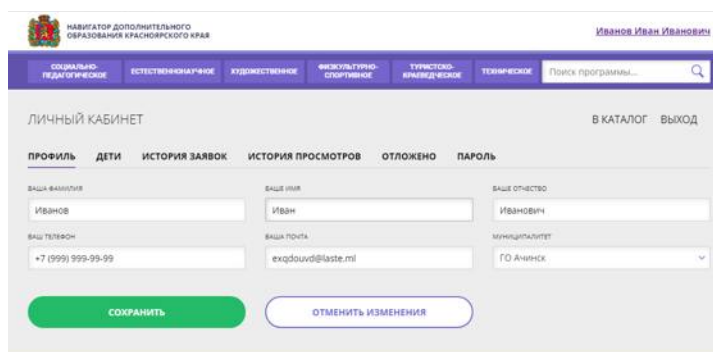 НАВИГАТОР ДОПОЛНИТЕЛЬНОГО
ОБРАЗОВАНИЯ КРАСНОЯРСКОГО КРАЯ
Иванов Иван Иванович
СОЦИАЛЬНО-
ПЕДАГОГИЧЕСКОЕ
ЕСТЕСТВЕННОНАУЧНОЕ
ХУДОЖЕСТВЕННОЕ
ФИЗКУЛЬТУРНО-
СПОРТИВНОЕ
ТУРИСТСКО-
КРАЕВЕДЧЕСКОЕ
ТЕХНИЧЕСКОЕ
Поиск программы...
ЛИЧНЫЙ КАБИНЕТ
В КАТАЛОГ ВЫХОД
ПРОФИЛЬ ДЕТИ ИСТОРИЯ ЗАЯВОК ИСТОРИЯ ПРОСМОТРОВ ОТЛОЖЕНО ПАРОЛЬ
ВАША ФАМИЛИЯ ВАШЕ ИМЯ ВАШЕ ОТЧЕСТВО
Иванов Иван Иванович
ВАШ ТЕЛЕФОН ВАША ПОЧТА МУНИЦИПАЛИТЕТ
+7 (999) 999-99-99 exqdouvd@laste.ml ГО Ачинск
СОХРАНИТЬ ОТМЕНИТЬ ИЗМЕНЕНИЯ